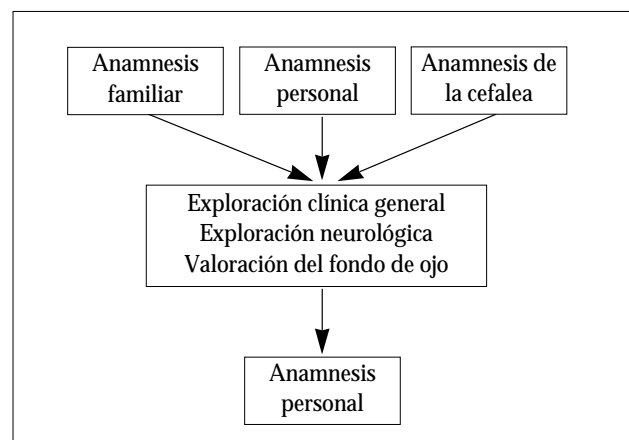 Anamnesis
familiar
Anamnesis
personal
Anamnesis de
la cefalea
Exploración clínica general
Exploración neurológica
Valoración del fondo de ojo
Anamnesis
personal